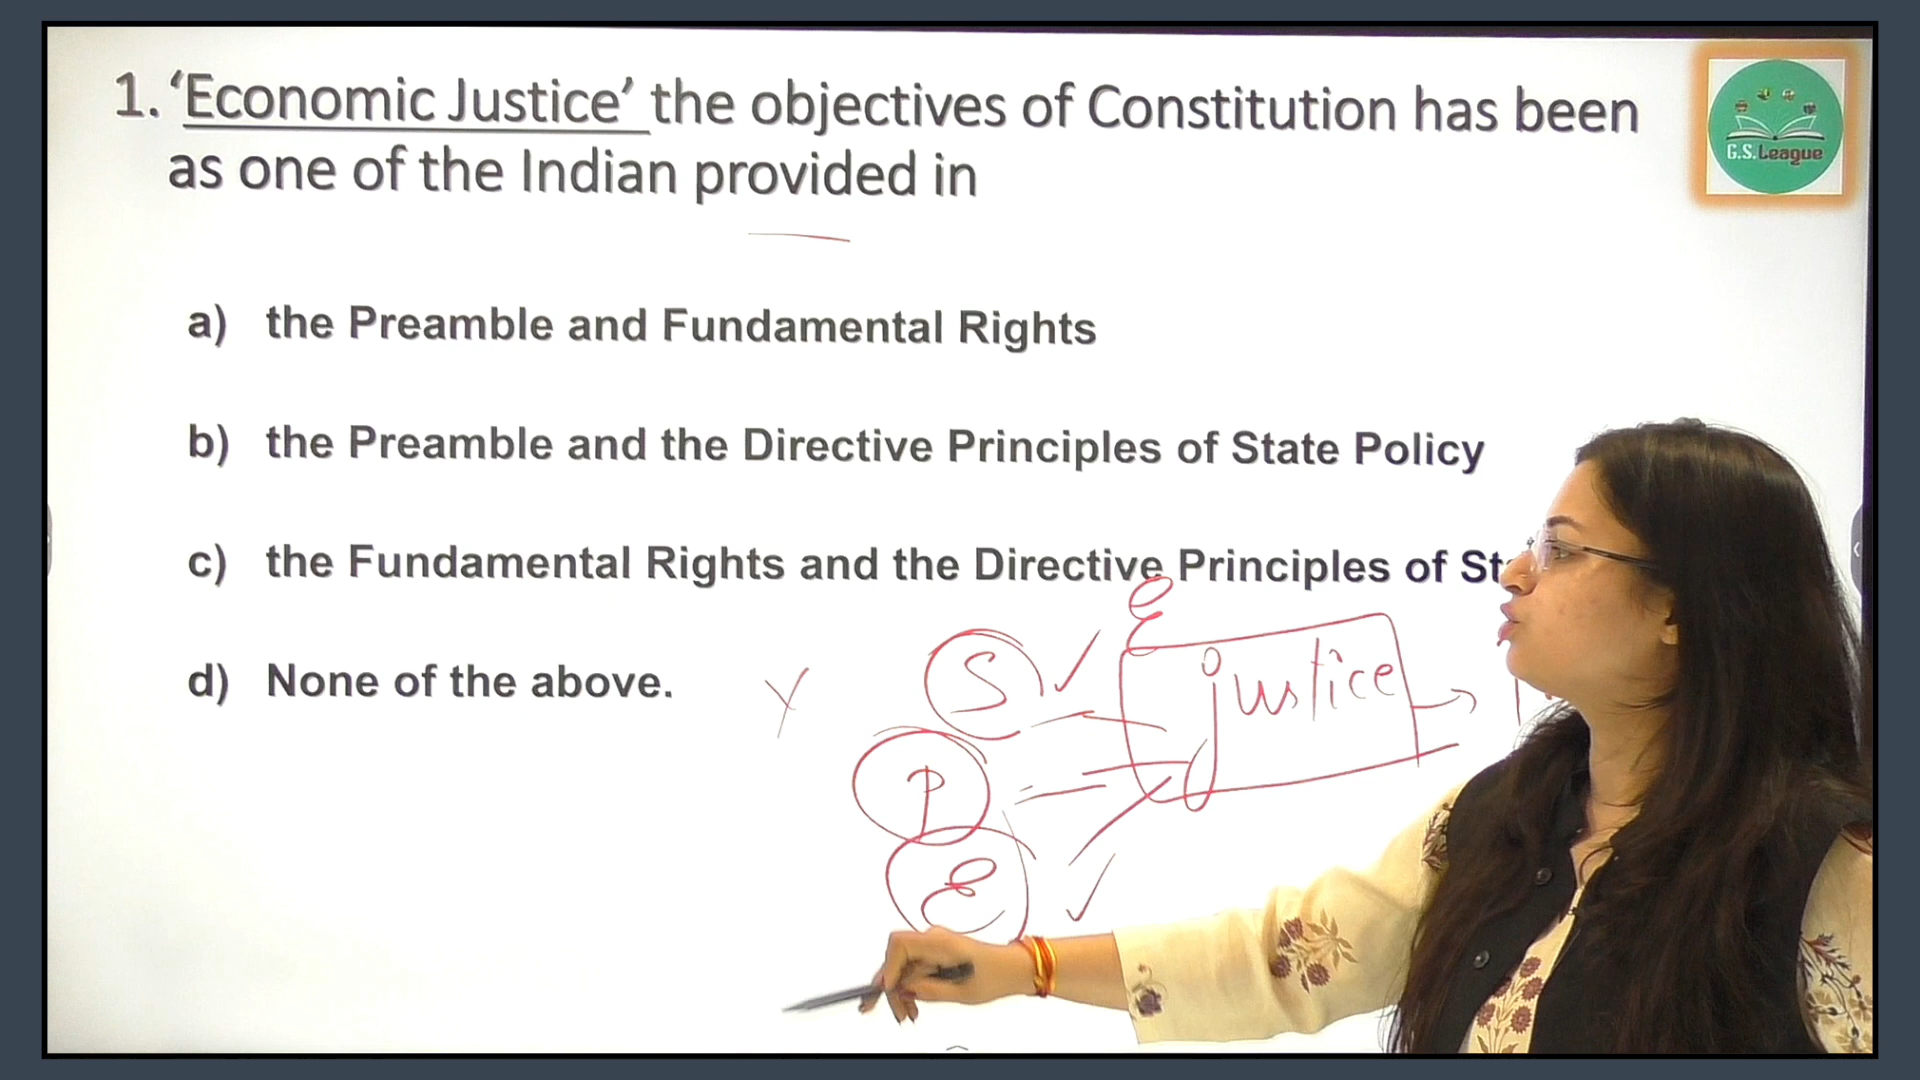 1. ‘Economic Justice’ the objectives of Constitution has been
as one of the Indian provided in
G.S.League
a) the Preamble and Fundamental Rights
b) the Preamble and the Directive Principles of State Policy
c) the Fundamental Rights and the Directive Principles of
d) None of the above.
S
justice
P
E